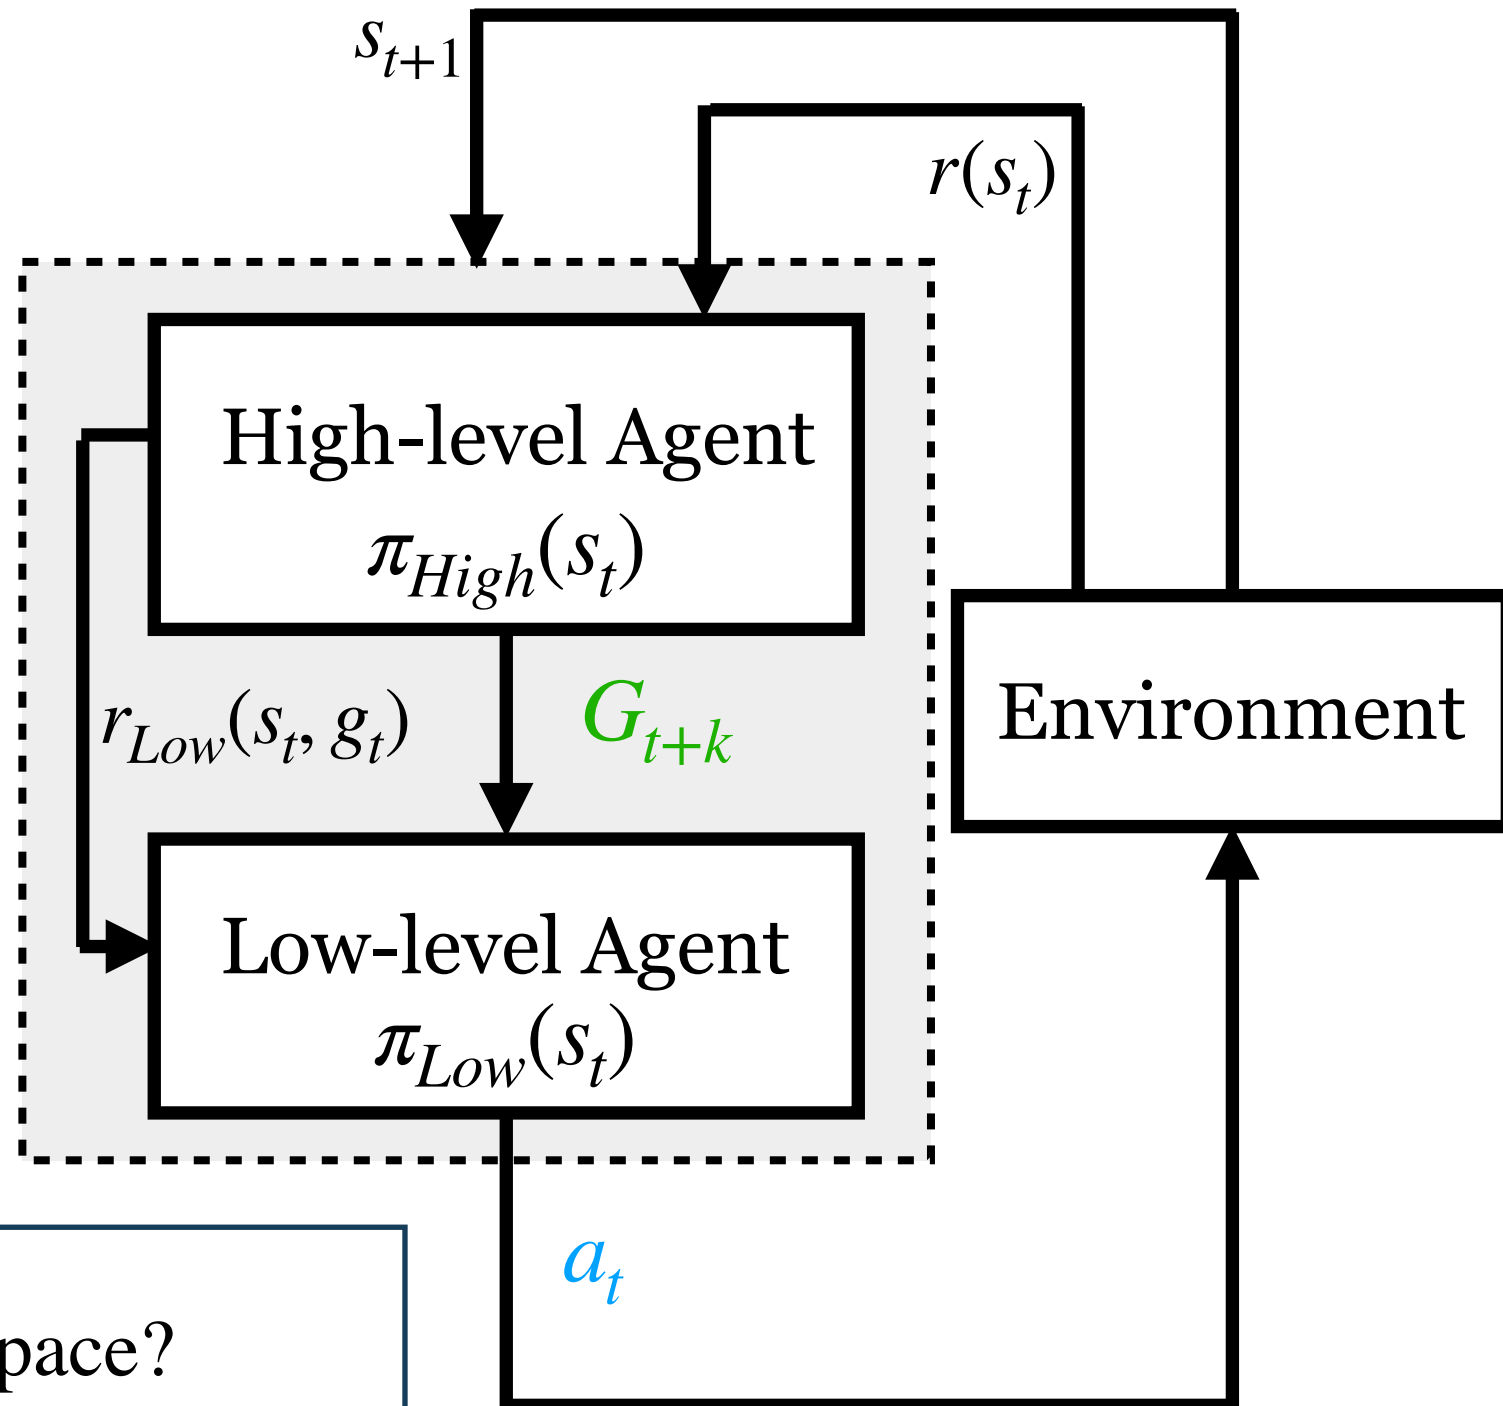 s_{t+1}
r(s_t)
High-level Agent
π_{High}(s_t)
r_{Low}(s_t, g_t)
G_{t+k}
Environment
Low-level Agent
π_{Low}(s_t)
a_t